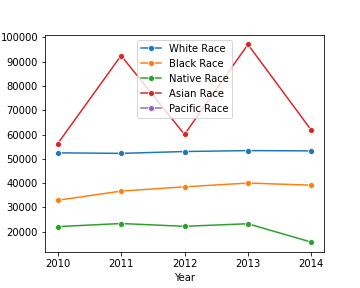 100000
90000
80000
70000
60000
50000
40000
30000
20000
White Race
Black Race
Native Race
Asian Race
Pacific Race
2010 2011 2012 2013 2014
Year